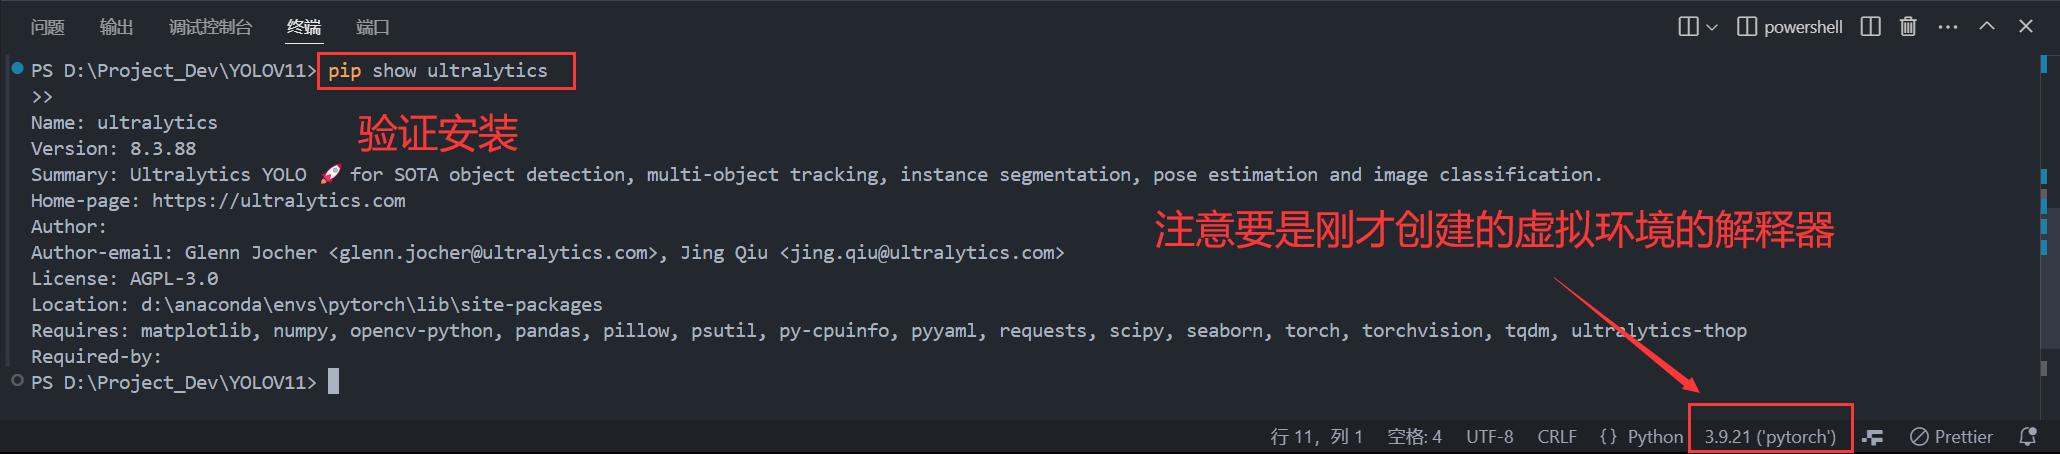 问题 输出 调试控制台 终端 端口 powershell
PS D:\Project_Dev\YOLOV11> pip show ultralytics
>>
Name: ultralytics
验证安装
Version: 8.3.88
Summary: Ultralytics YOLO 🚀 for SOTA object detection, multi-object tracking, instance segmentation, pose estimation and image classification.
Home-page: https://ultralytics.com
注意要是刚才创建的虚拟环境的解释器
Author:
Author-email: Glenn Jocher <glenn.jocher@ultralytics.com>, Jing Qiu <jing.qiu@ultralytics.com>
License: AGPL-3.0
Location: d:\anaconda\envs\pytorch\lib\site-packages
Requires: matplotlib, numpy, opencv-python, pandas, pillow, psutil, py-cpuinfo, pyyaml, requests, scipy, seaborn, torch, torchvision, tqdm, ultralytics-thop
Required-by:
PS D:\Project_Dev\YOLOV11>
行 11, 列 1 空格: 4 UTF-8 CRLF {} Python 3.9.21 ('pytorch') Prettier